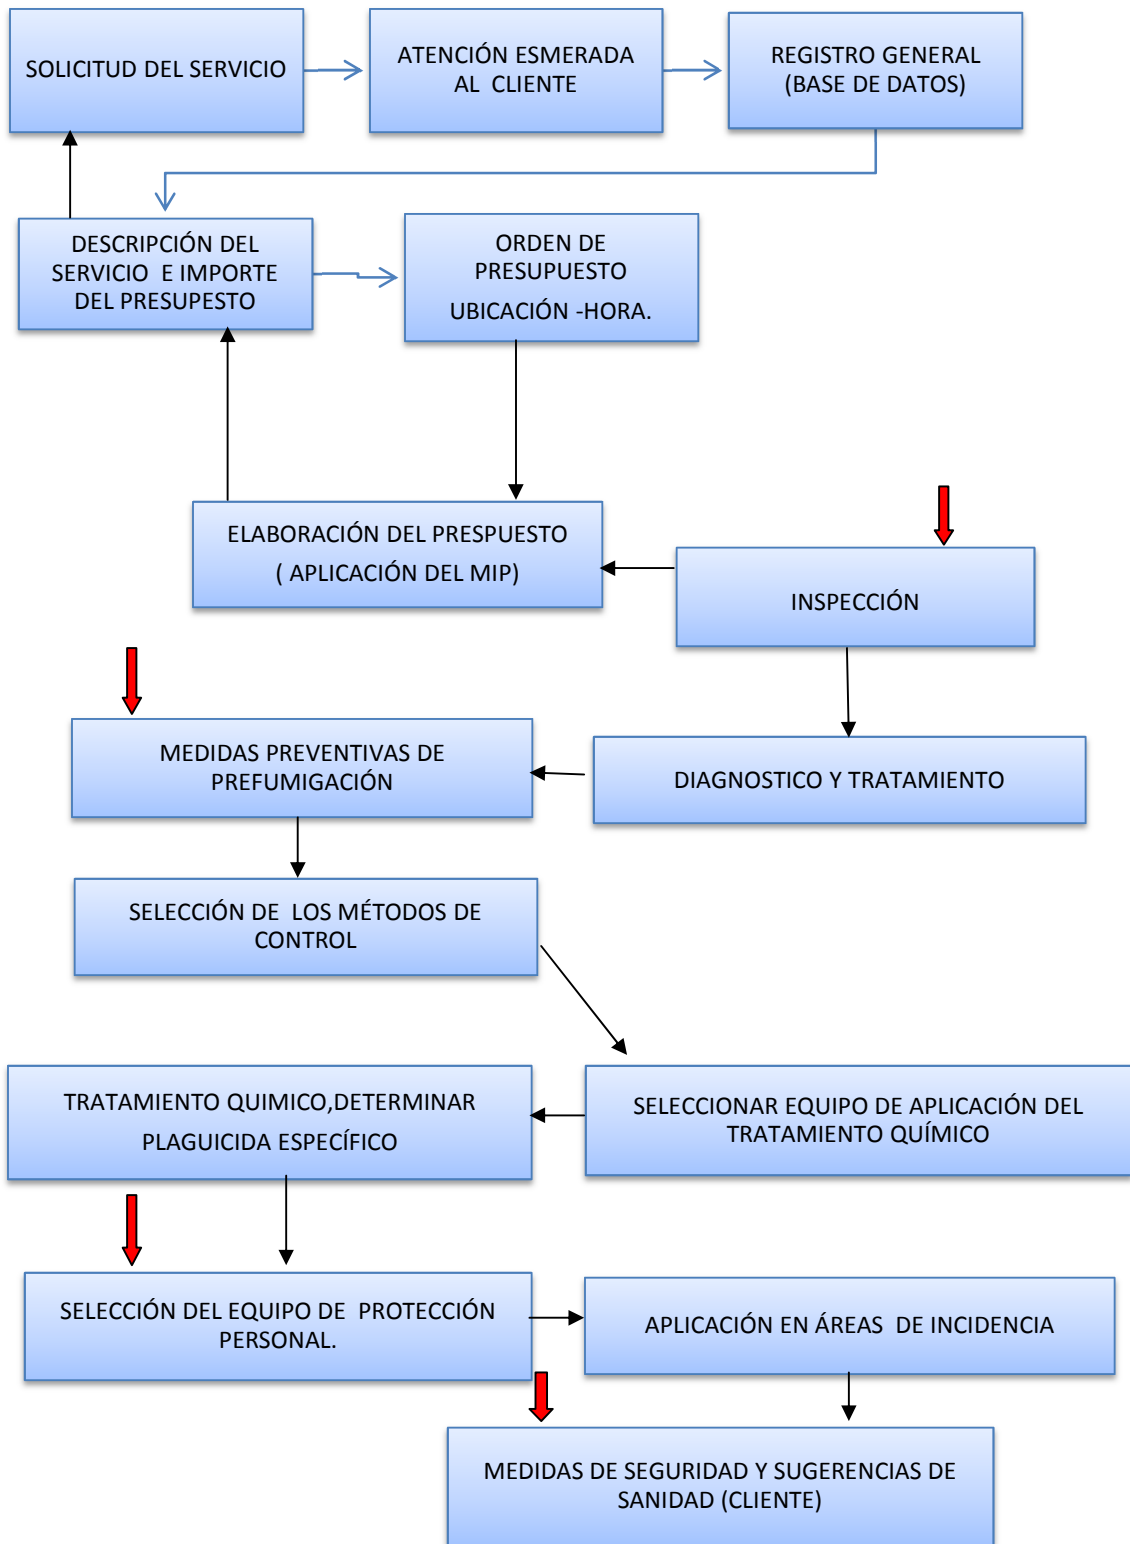 SOLICITUD DEL SERVICIO
ATENCIÓN ESMERADA
AL CLIENTE
REGISTRO GENERAL
(BASE DE DATOS)
DESCRIPCIÓN DEL
SERVICIO E IMPORTE
DEL PRESUPESTO
ORDEN DE
PRESUPUESTO
UBICACIÓN -HORA.
ELABORACIÓN DEL PRESPUESTO
( APLICACIÓN DEL MIP)
INSPECCIÓN
MEDIDAS PREVENTIVAS DE
PREFUMIGACIÓN
DIAGNOSTICO Y TRATAMIENTO
SELECCIÓN DE LOS MÉTODOS DE
CONTROL
TRATAMIENTO QUIMICO,DETERMINAR
PLAGUICIDA ESPECÍFICO
SELECCIONAR EQUIPO DE APLICACIÓN DEL
TRATAMIENTO QUÍMICO
SELECCIÓN DEL EQUIPO DE PROTECCIÓN
PERSONAL.
APLICACIÓN EN ÁREAS DE INCIDENCIA
MEDIDAS DE SEGURIDAD Y SUGERENCIAS DE
SANIDAD (CLIENTE)